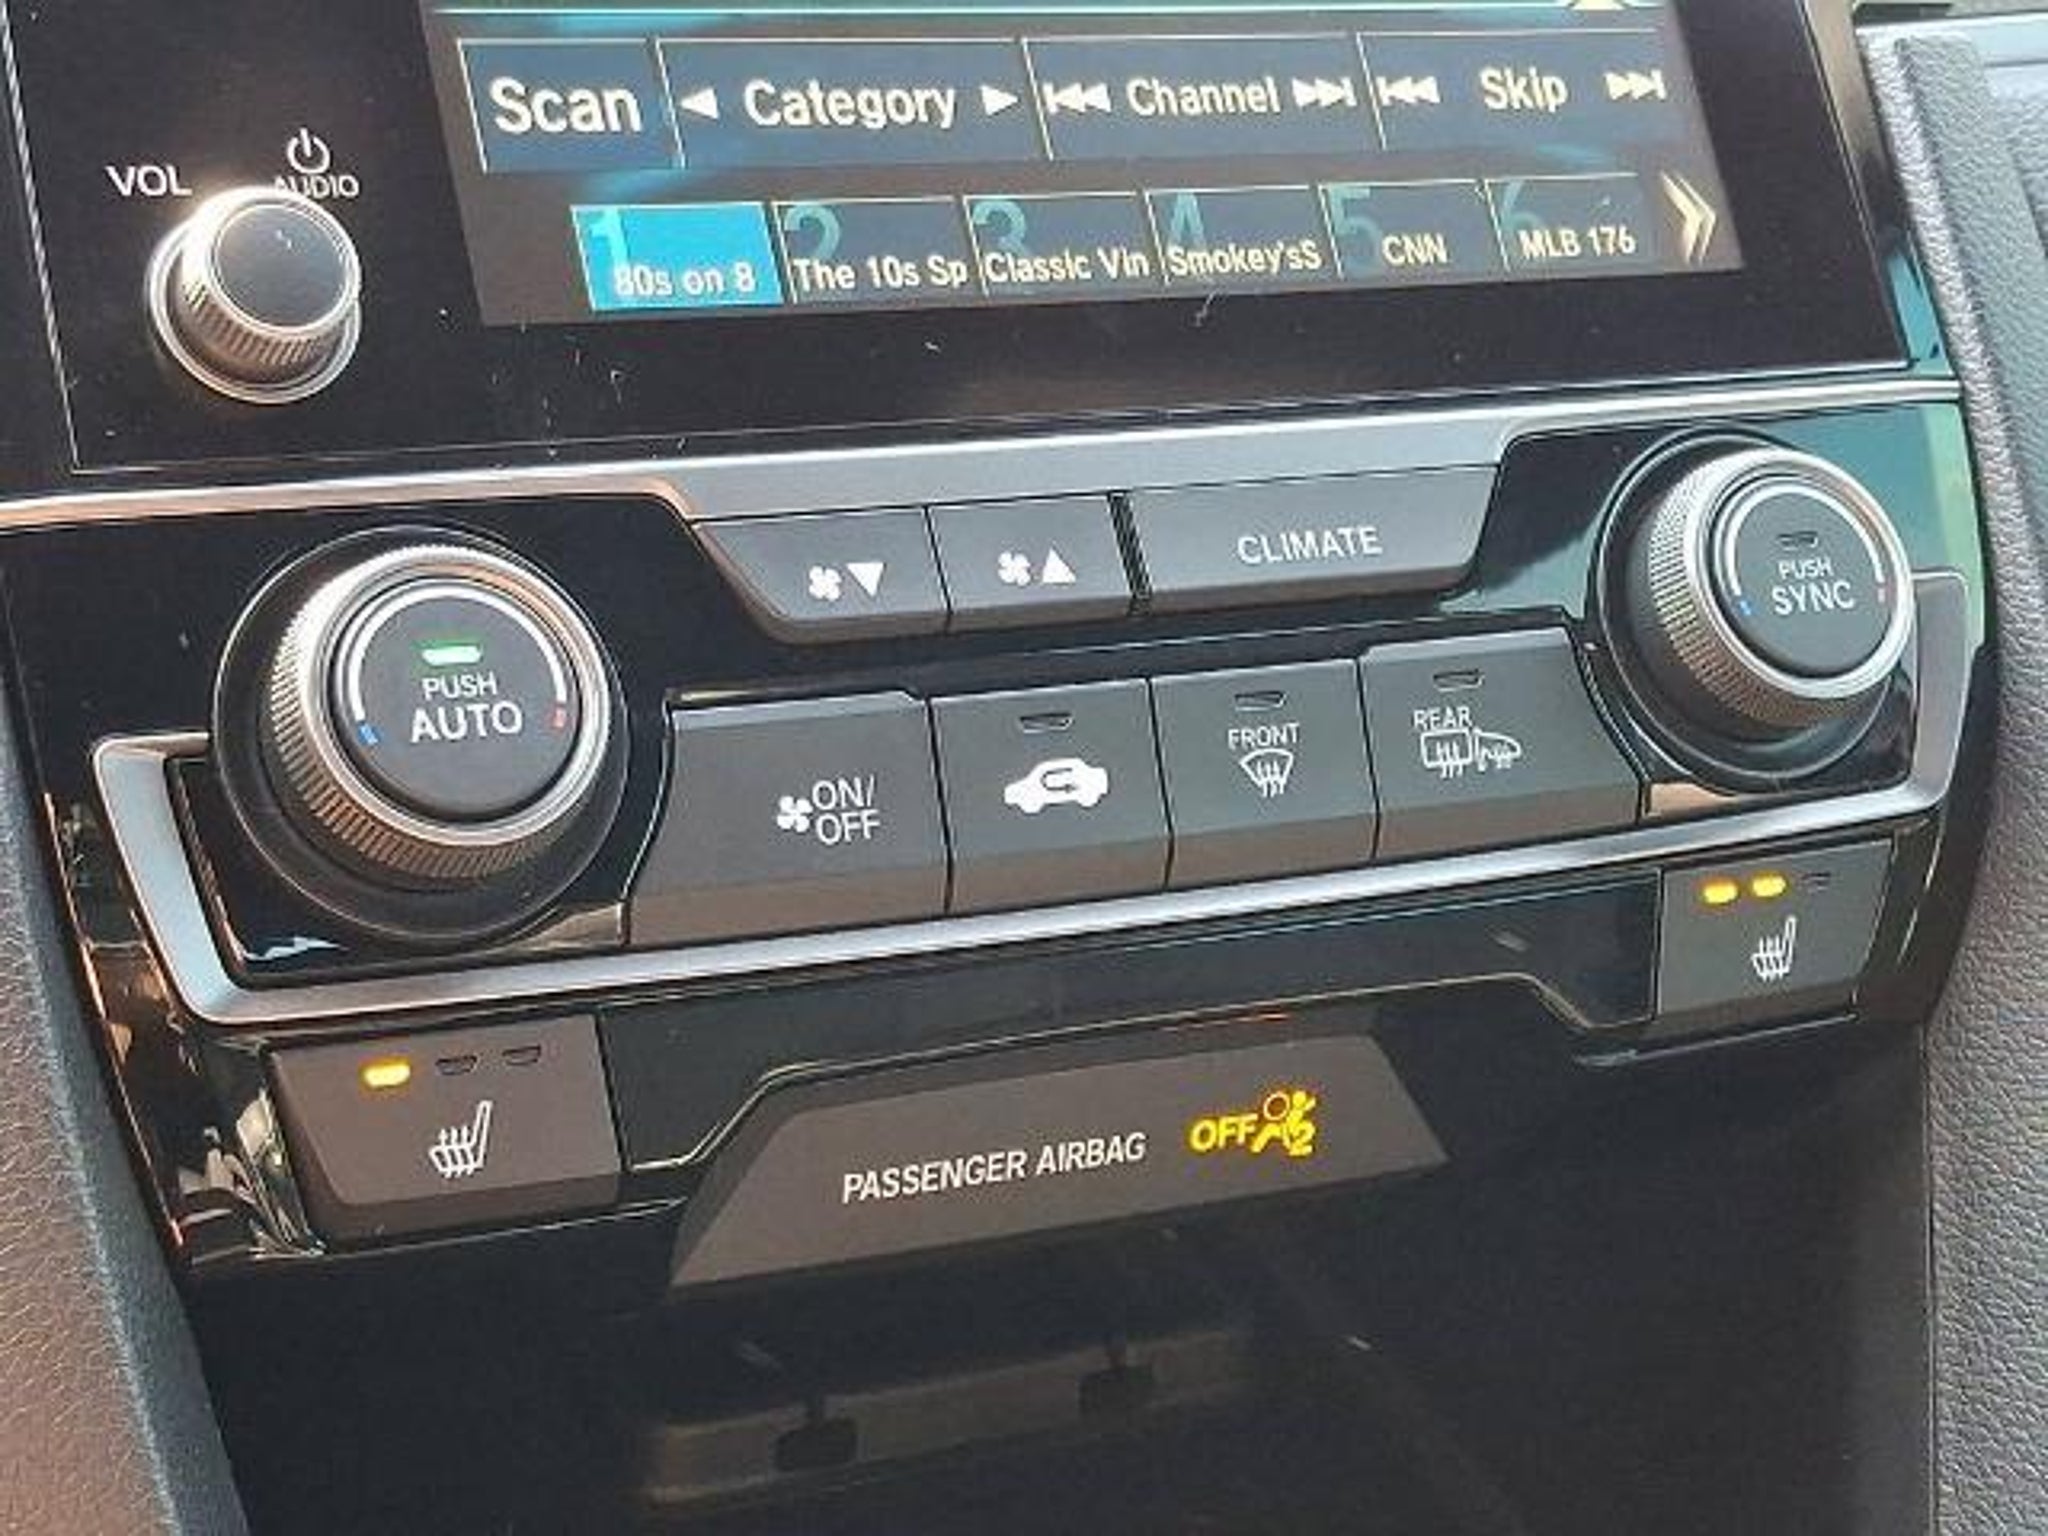 Scan Category Channel Skip
VOL AUDIO
1 2 3 4 5 6
80s on 8 The 10s Sp Classic Vin Smokey'sS CNN MLB 176
CLIMATE
PUSH
SYNC
PUSH
AUTO
ON/
OFF
FRONT
REAR
PASSENGER AIRBAG OFF 2